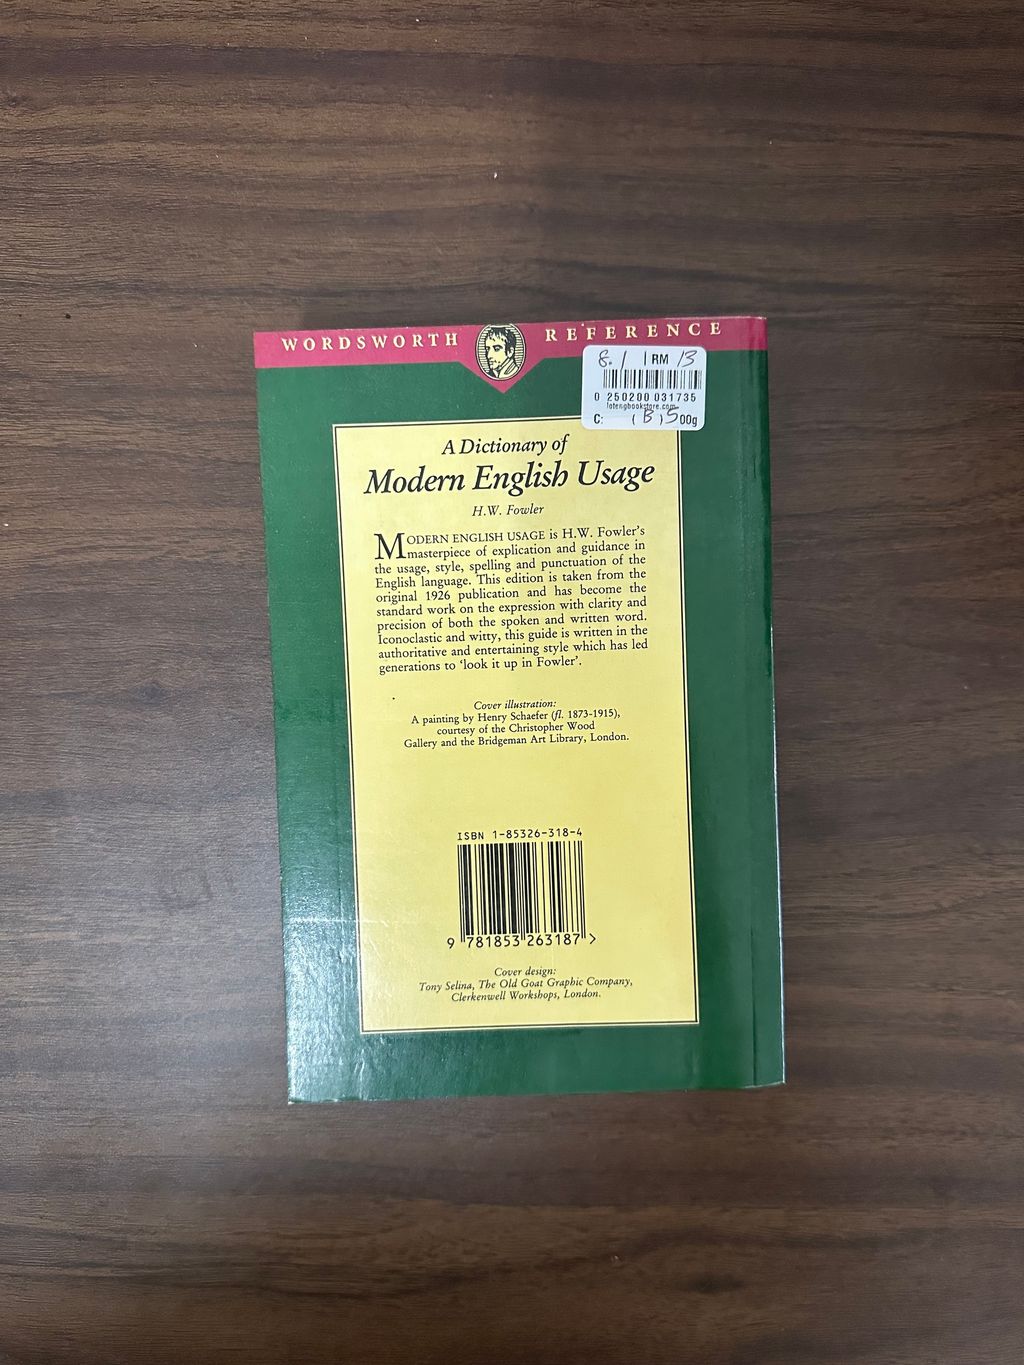 WORDSWORTH REFERENCE
8.1 | RM 13
0 250200 031735
C: (B) 500g
A Dictionary of
Modern English Usage
H.W. Fowler
MODERN ENGLISH USAGE is H.W. Fowler's
masterpiece of explication and guidance in
the usage, style, spelling and punctuation of the
English language. This edition is taken from the
original 1926 publication and has become the
standard work on the expression with clarity and
precision of both the spoken and written word.
Iconoclastic and witty, this guide is written in the
authoritative and entertaining style which has led
generations to 'look it up in Fowler'.
Cover illustration:
A painting by Henry Schaefer (fl. 1873-1915),
courtesy of the Christopher Wood
Gallery and the Bridgeman Art Library, London.
ISBN 1-85326-318-4
9 781853 263187 >
Cover design:
Tony Selina, The Old Goat Graphic Company,
Clerkenwell Workshops, London.